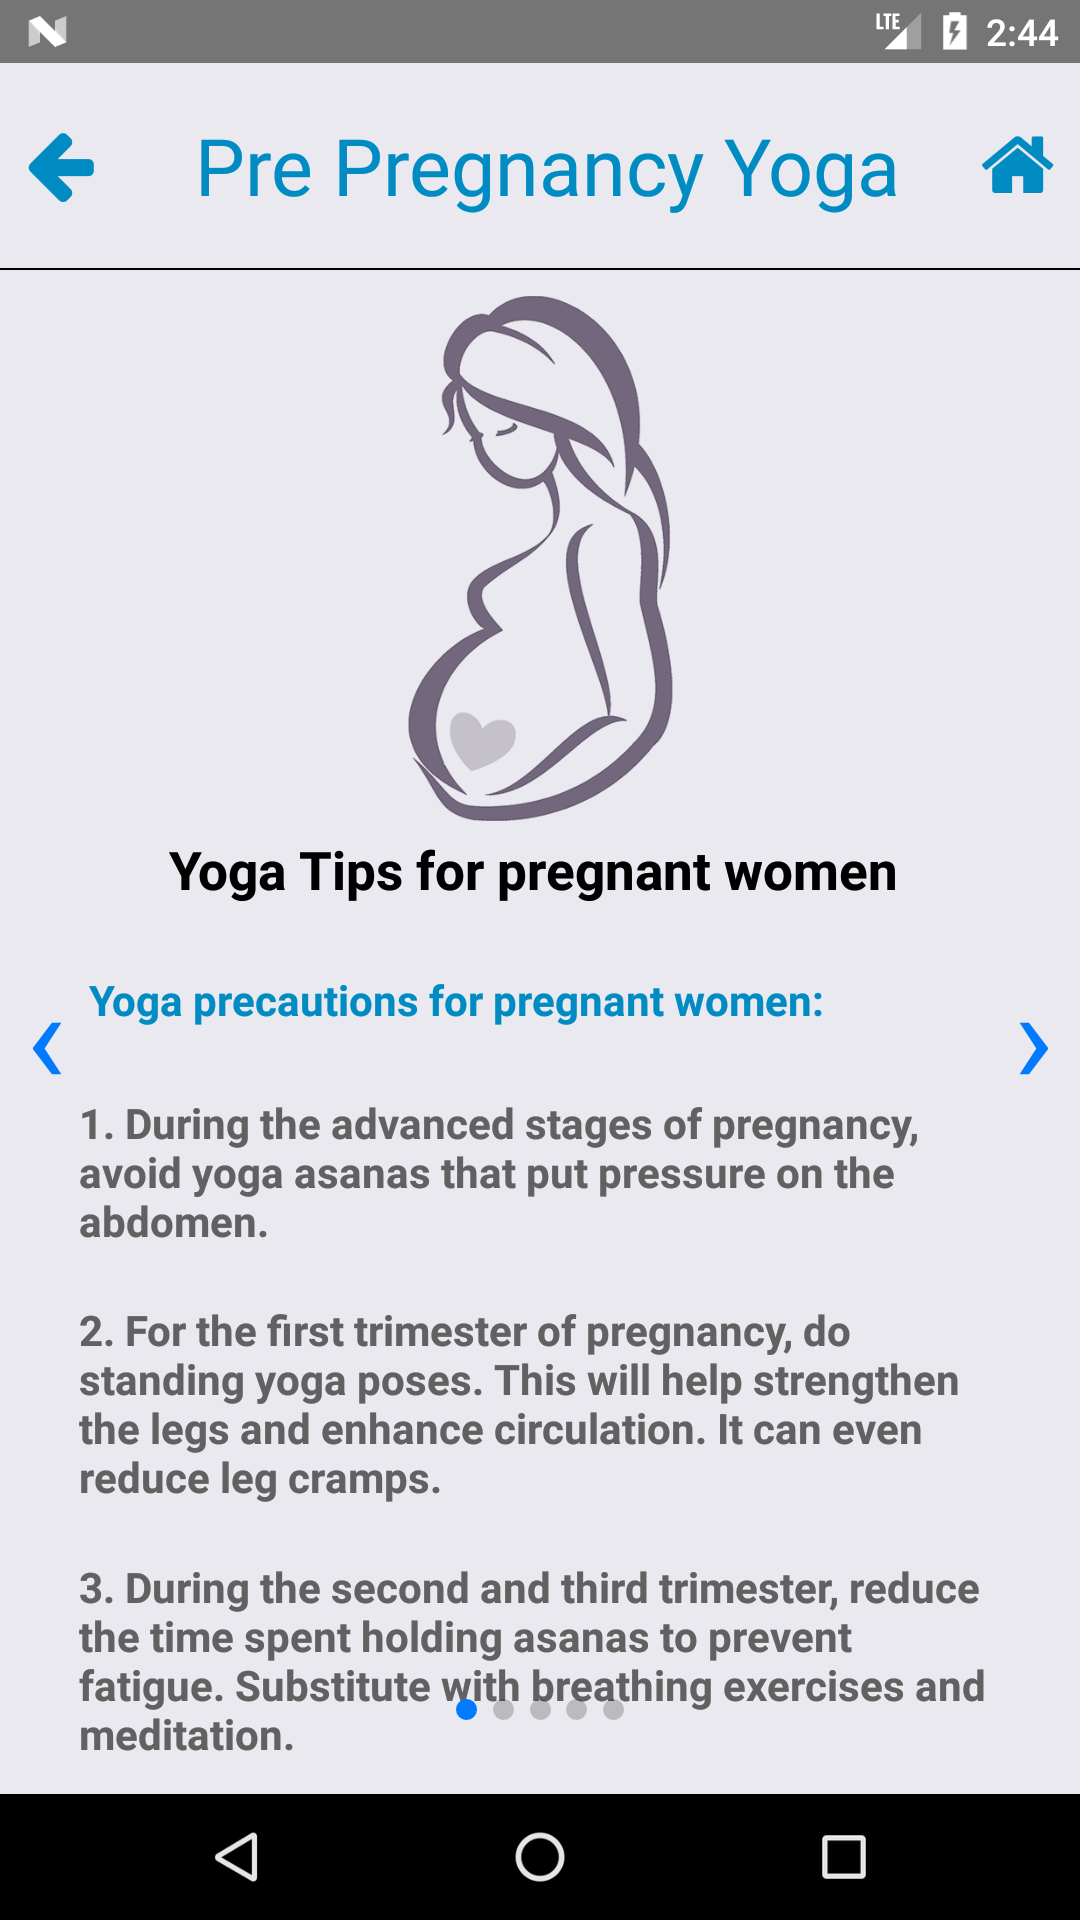 LTE 2:44
Pre Pregnancy Yoga
Yoga Tips for pregnant women
Yoga precautions for pregnant women:
1. During the advanced stages of pregnancy,
avoid yoga asanas that put pressure on the
abdomen.
2. For the first trimester of pregnancy, do
standing yoga poses. This will help strengthen
the legs and enhance circulation. It can even
reduce leg cramps.
3. During the second and third trimester, reduce
the time spent holding asanas to prevent
fatigue. Substitute with breathing exercises and
meditation.